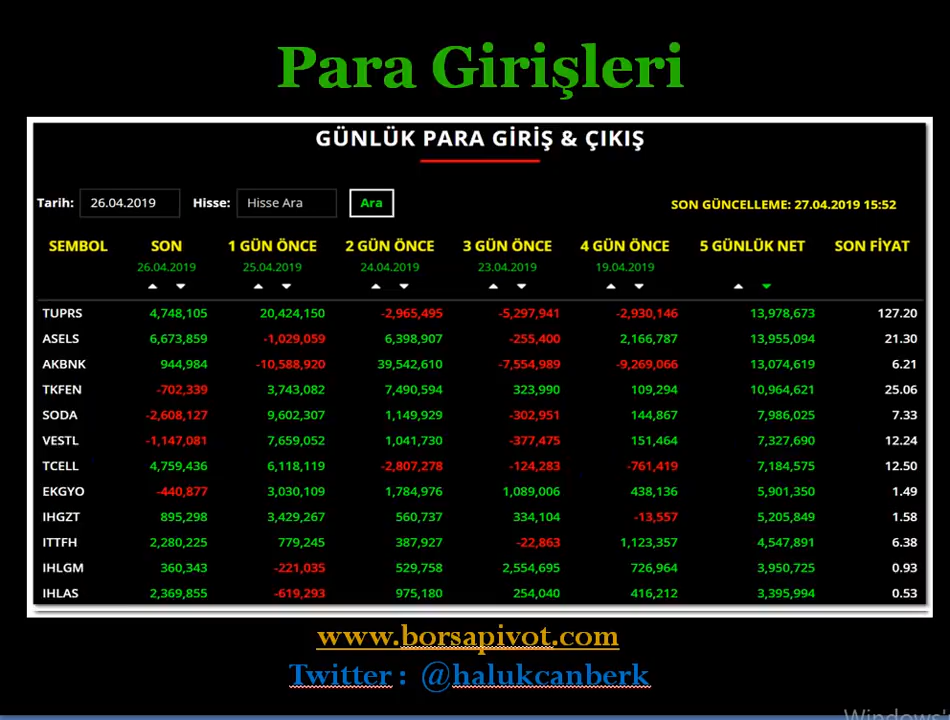 Para Girişleri
GÜNLÜK PARA GİRİŞ & ÇIKIŞ
Tarih: 26.04.2019 Hisse: Hisse Ara Ara SON GÜNCELLEME: 27.04.2019 15:52
SEMBOL SON 1 GÜN ÖNCE 2 GÜN ÖNCE 3 GÜN ÖNCE 4 GÜN ÖNCE 5 GÜNLÜK NET SON FİYAT
26.04.2019 25.04.2019 24.04.2019 23.04.2019 19.04.2019
TUPRS 4,748,105 20,424,150 -2,965,495 -5,297,941 -2,930,146 13,978,673 127.20
ASELS 6,673,859 -1,029,059 6,398,907 -255,400 2,166,787 13,955,094 21.30
AKBNK 944,984 -10,588,920 39,542,610 -7,554,989 -9,269,066 13,074,619 6.21
TKFEN -702,339 3,743,082 7,490,594 323,990 109,294 10,964,621 25.06
SODA -2,608,127 9,602,307 1,149,929 -302,951 144,867 7,986,025 7.33
VESTL -1,147,081 7,659,052 1,041,730 -377,475 151,464 7,327,690 12.24
TCELL 4,759,436 6,118,119 -2,807,278 -124,283 -761,419 7,184,575 12.50
EKGYO -440,877 3,030,109 1,784,976 1,089,006 438,136 5,901,350 1.49
IHGZT 895,298 3,429,267 560,737 334,104 -13,557 5,205,849 1.58
ITTFH 2,280,225 779,245 387,927 -22,863 1,123,357 4,547,891 6.38
IHLGM 360,343 -221,035 529,758 2,554,695 726,964 3,950,725 0.93
IHLAS 2,369,855 -619,293 975,180 254,040 416,212 3,395,994 0.53
www.borsapivot.com
Twitter : @halukcanberk